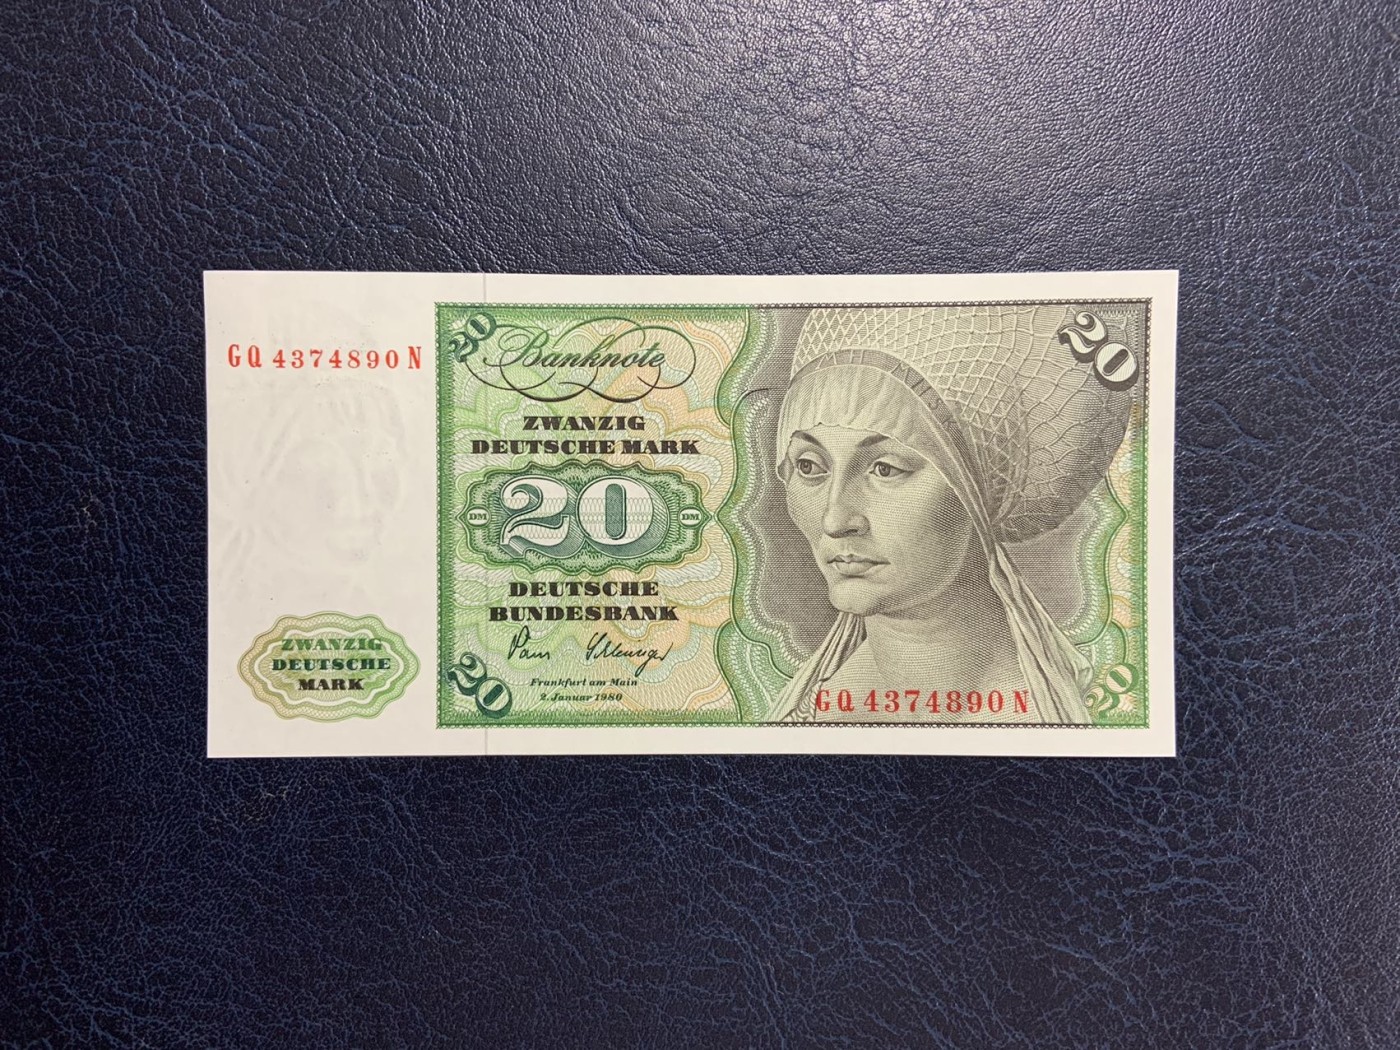 GQ 4374890 N
20
Banknote
20
ZWANZIG
DEUTSCHE MARK
DM 20 DM
DEUTSCHE
BUNDESBANK
Frankfurt am Main
2. Januar 1980
20
ZWANZIG
DEUTSCHE
MARK
GQ 4374890 N
20